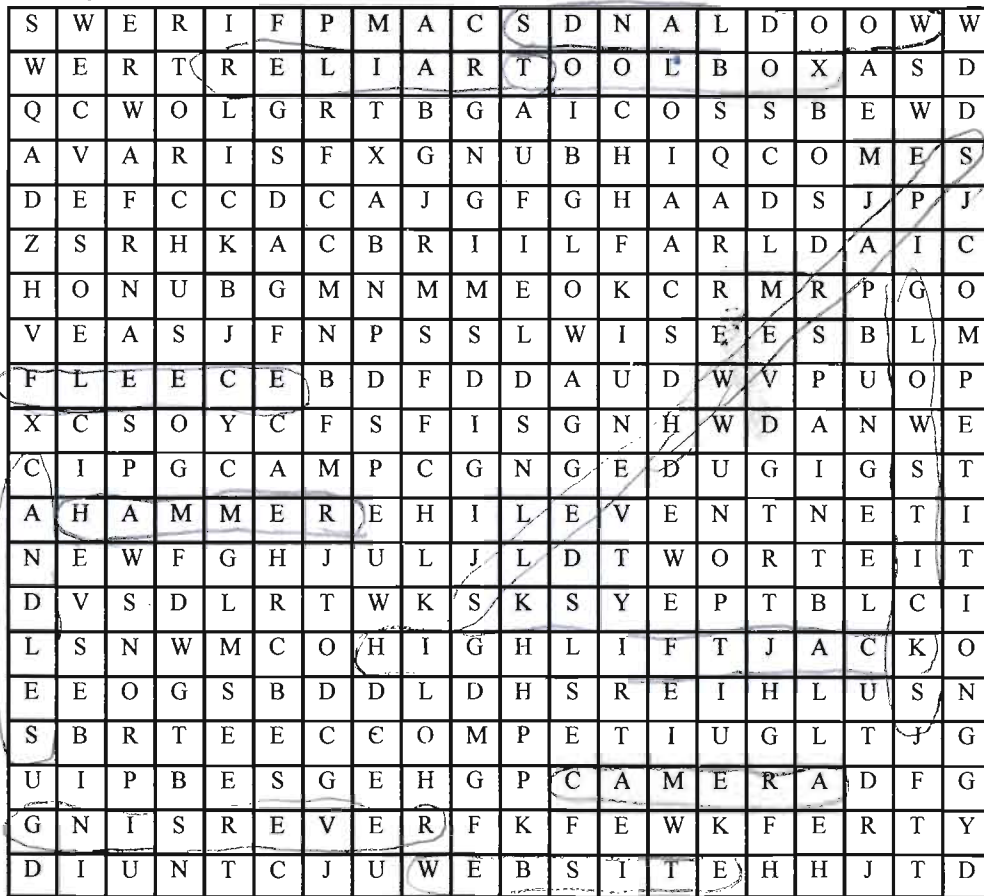 S W E R I F P M A C S D N A L D O O W W
W E R T R E L I A R T O O L B O X A S D
Q C W O L G R T B G A I C O S S B E W D
A V A R I S F X G N U B H I Q C O M E S
D E F C C D C A J G F G H A A D S J P J
Z S R H K A C B R I I L F A R L D A I C
H O N U B G M N M M E O K C R M R P G O
V E A S J F N P S S L W I S E E S B L M
F L E E C E B D F D D A U D W V P U O P
X C S O Y C F S F I S G N H W D A N W E
C I P G C A M P C G N G E D U G I G S T
A H A M M E R E H I L E V E N T N E T I
N E W F G H J U L J L D T W O R T E I T
D V S D L R T W K S K S Y E P T B L C I
L S N W M C O H I G H L I F T J A C K O
E E O G S B D D L D H S R E I H L U S N
S B R T E E C C O M P E T I U G L T J G
U I P B E S G E H G P C A M E R A D F G
G N I S R E V E R F K F E W K F E R T Y
D I U N T C J U W E B S I T E H H J T D